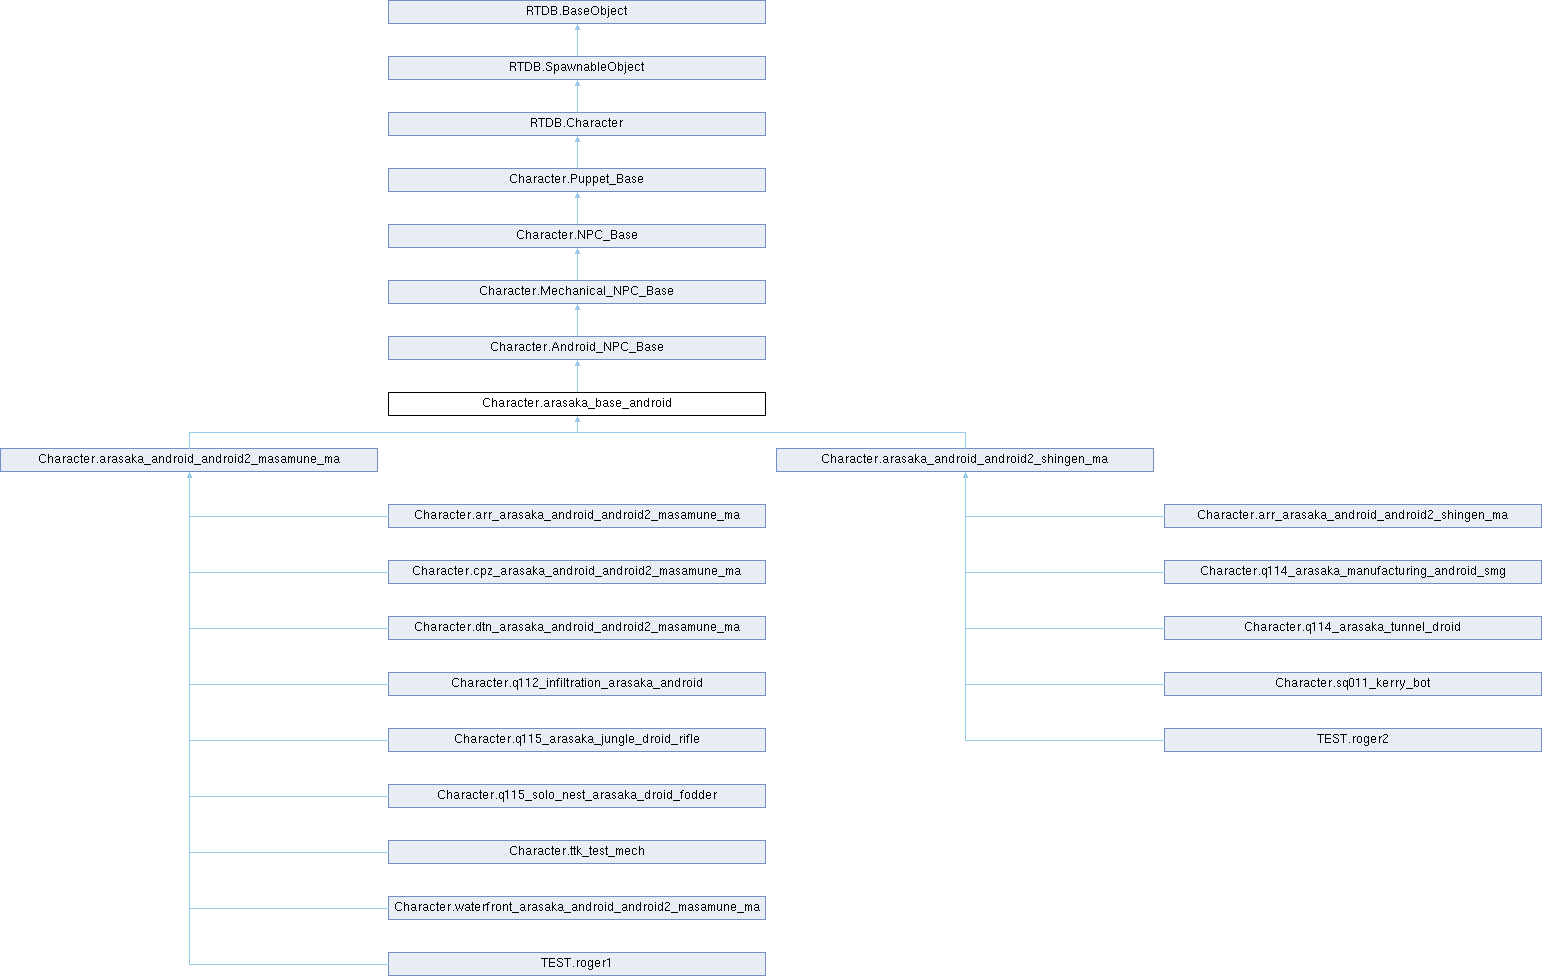 RTDB.BaseObject
RTDB.SpawnableObject
RTDB.Character
Character.Puppet_Base
Character.NPC_Base
Character.Mechanical_NPC_Base
Character.Android_NPC_Base
Character.arasaka_base_android
Character.arasaka_android_android2_masamune_ma
Character.arasaka_android_android2_shingen_ma
Character.arr_arasaka_android_android2_masamune_ma
Character.arr_arasaka_android_android2_shingen_ma
Character.cpz_arasaka_android_android2_masamune_ma
Character.q114_arasaka_manufacturing_android_smg
Character.dtn_arasaka_android_android2_masamune_ma
Character.q114_arasaka_tunnel_droid
Character.q112_infiltration_arasaka_android
Character.sq011_kerry_bot
Character.q115_arasaka_jungle_droid_rifle
TEST.roger2
Character.q115_solo_nest_arasaka_droid_fodder
Character.ttk_test_mech
Character.waterfront_arasaka_android_android2_masamune_ma
TEST.roger1